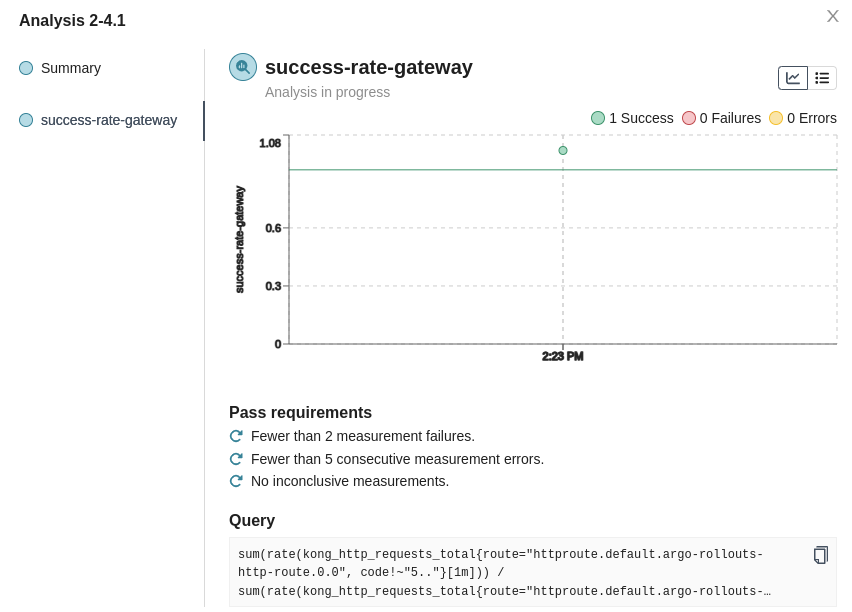 Analysis 2-4.1
X
Summary
success-rate-gateway
success-rate-gateway
Analysis in progress
1 Success 0 Failures 0 Errors
1.08
0.6
0.3
0
success-rate-gateway
2:23 PM
Pass requirements
Fewer than 2 measurement failures.
Fewer than 5 consecutive measurement errors.
No inconclusive measurements.
Query
sum(rate(kong_http_requests_total{route="httproute.default.argo-rollouts-
http-route.0.0", code!~"5.."}[1m])) /
sum(rate(kong_http_requests_total{route="httproute.default.argo-rollouts-…